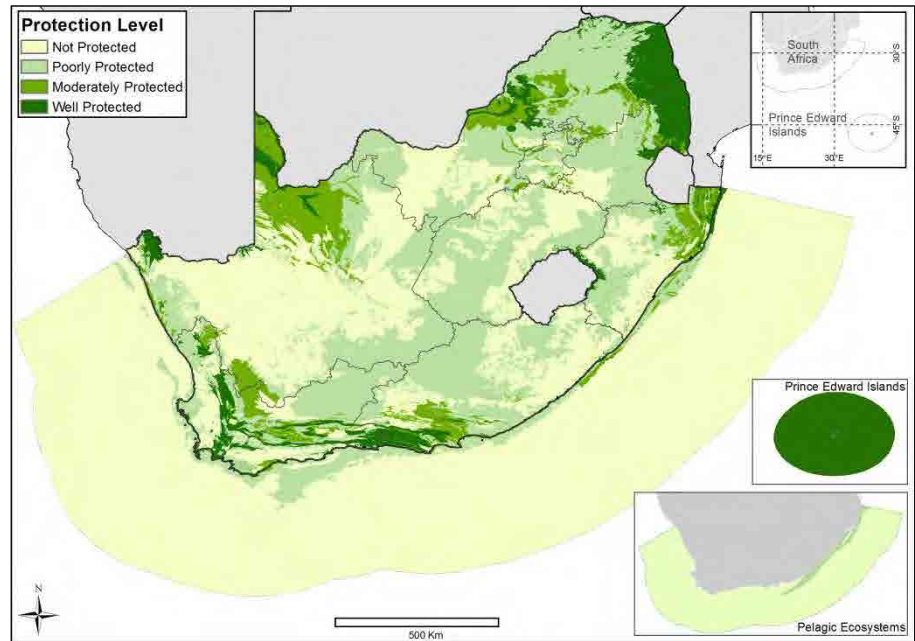 Protection Level
Not Protected
Poorly Protected
Moderately Protected
Well Protected
South
Africa
30°S
Prince Edward
Islands
45°S
15°E
30°E
Prince Edward Islands
Pelagic Ecosystems
N
500 Km